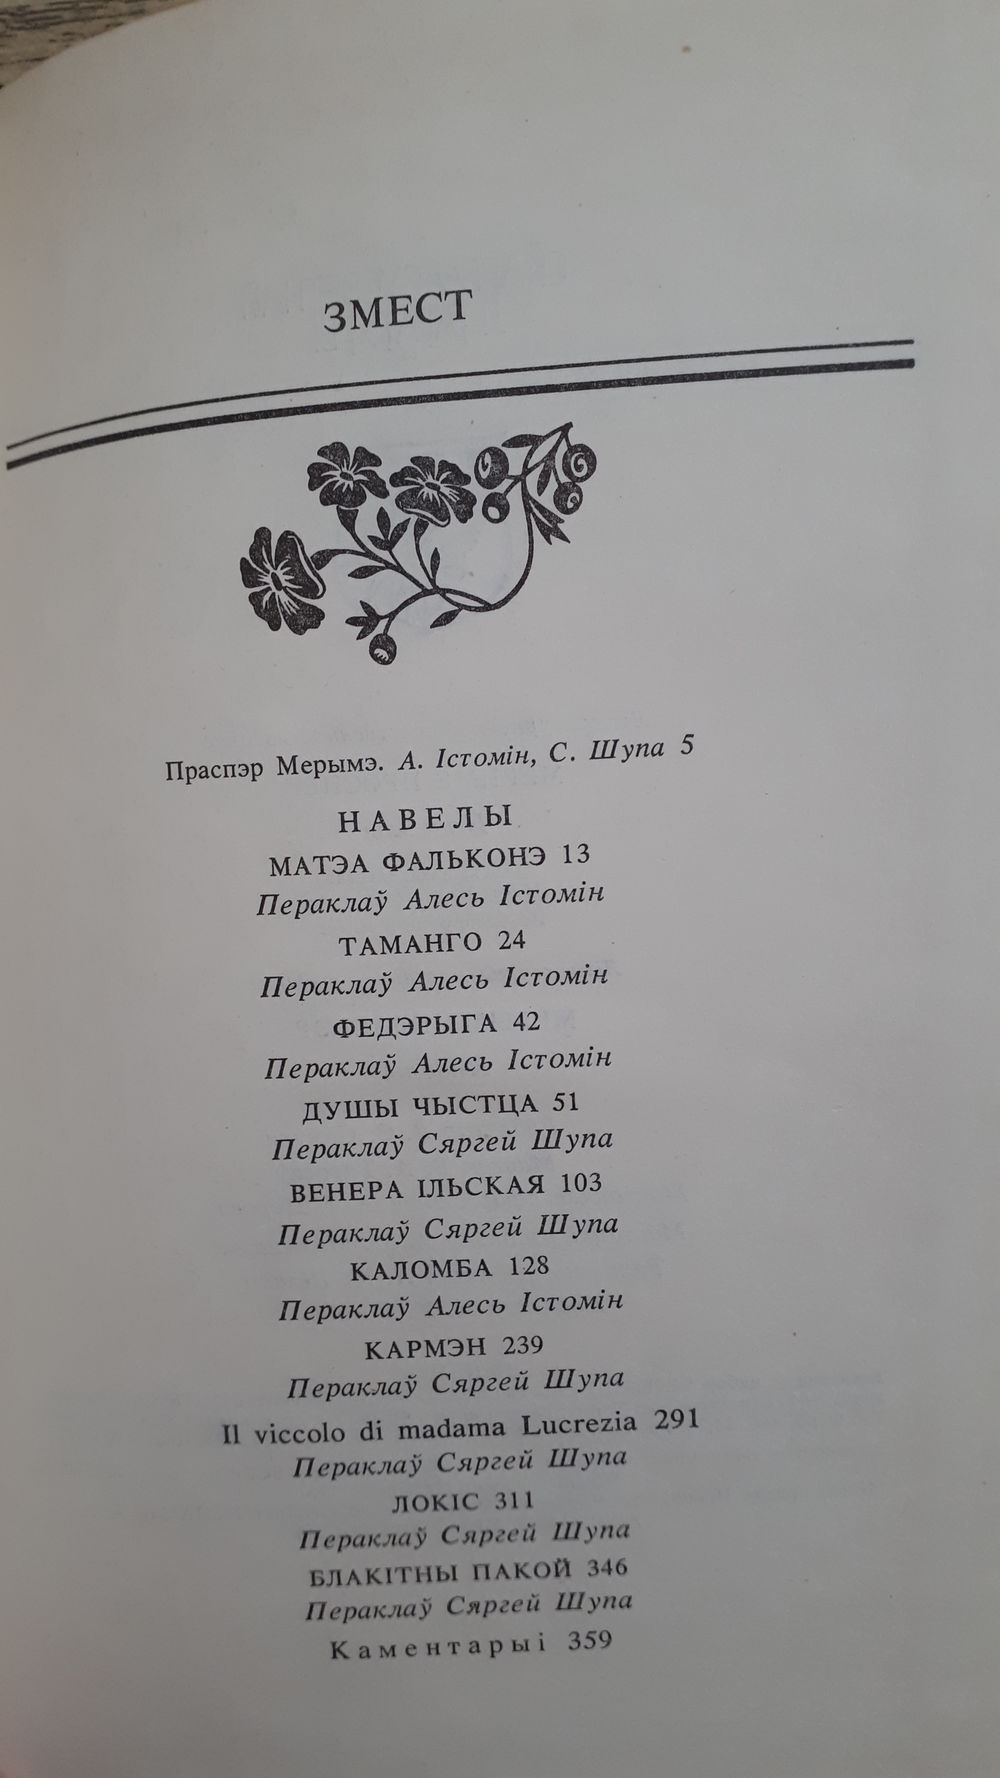 ЗМЕСТ
Праспэр Мерымэ. А. Істомін, С. Шупа 5
НАВЕЛЫ
МАТЭА ФАЛЬКОНЭ 13
Пераклаў Алесь Істомін
ТАМАНГО 24
Пераклаў Алесь Істомін
ФЕДЭРЫГА 42
Пераклаў Алесь Істомін
ДУШЫ ЧЫСТЦА 51
Пераклаў Сяргей Шупа
ВЕНЕРА ІЛЬСКАЯ 103
Пераклаў Сяргей Шупа
КАЛОМБА 128
Пераклаў Алесь Істомін
КАРМЭН 239
Пераклаў Сяргей Шупа
Il viccolo di madama Lucrezia 291
Пераклаў Сяргей Шупа
ЛОКІС 311
Пераклаў Сяргей Шупа
БЛАКІТНЫ ПАКОЙ 346
Пераклаў Сяргей Шупа
Каментарыі 359